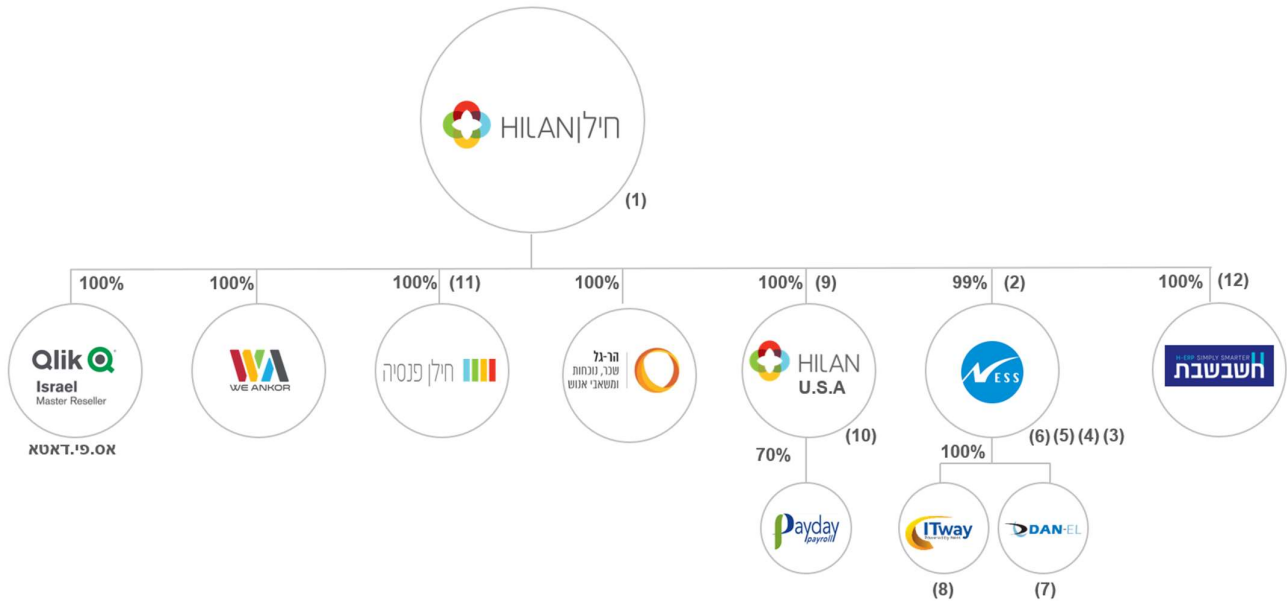 חילן|HILAN
(1)
100%
100%
100% (11)
100%
100% (9)
99% (2)
100% (12)
Qlik
Israel
Master Reseller
אס.פי.דאטא
WE ANKOR
חילן פנסיה
הר-גל
שכר, נוכחות
ומשאבי אנוש
HILAN
U.S.A
(10)
NESS
(6) (5) (4) (3)
H-ERP SIMPLY SMARTER
חשבשבת
70%
100%
Payday
payroll
ITway
(8)
DAN-EL
(7)